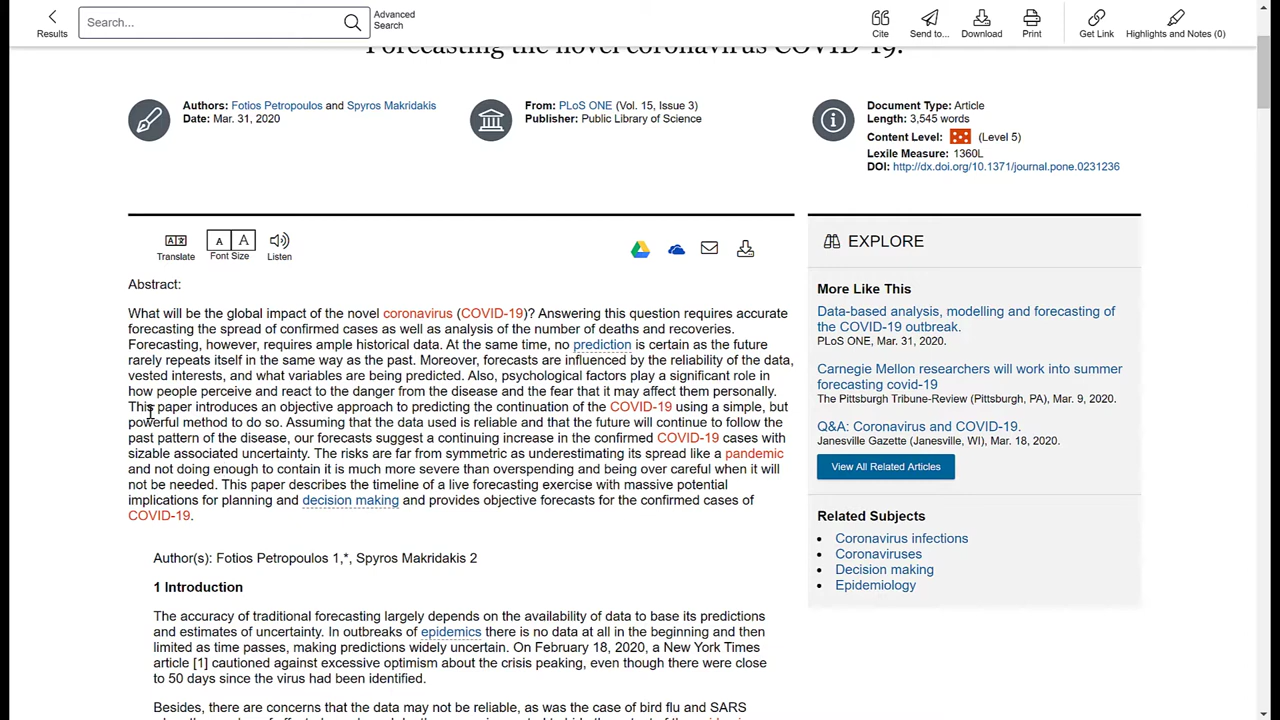 Results
Search...
Advanced
Search
Cite
Send to...
Download
Print
Get Link
Highlights and Notes (0)
Forecasting the novel coronavirus COVID-19.
Authors: Fotios Petropoulos and Spyros Makridakis
Date: Mar. 31, 2020
From: PLoS ONE (Vol. 15, Issue 3)
Publisher: Public Library of Science
Document Type: Article
Length: 3,545 words
Content Level: (Level 5)
Lexile Measure: 1360L
DOI: http://dx.doi.org/10.1371/journal.pone.0231236
Translate
A A
Font Size
Listen
Abstract:
What will be the global impact of the novel coronavirus (COVID-19)? Answering this question requires accurate
forecasting the spread of confirmed cases as well as analysis of the number of deaths and recoveries.
Forecasting, however, requires ample historical data. At the same time, no prediction is certain as the future
rarely repeats itself in the same way as the past. Moreover, forecasts are influenced by the reliability of the data,
vested interests, and what variables are being predicted. Also, psychological factors play a significant role in
how people perceive and react to the danger from the disease and the fear that it may affect them personally.
This paper introduces an objective approach to predicting the continuation of the COVID-19 using a simple, but
powerful method to do so. Assuming that the data used is reliable and that the future will continue to follow the
past pattern of the disease, our forecasts suggest a continuing increase in the confirmed COVID-19 cases with
sizable associated uncertainty. The risks are far from symmetric as underestimating its spread like a pandemic
and not doing enough to contain it is much more severe than overspending and being over careful when it will
not be needed. This paper describes the timeline of a live forecasting exercise with massive potential
implications for planning and decision making and provides objective forecasts for the confirmed cases of
COVID-19.
Author(s): Fotios Petropoulos 1,*, Spyros Makridakis 2
1 Introduction
The accuracy of traditional forecasting largely depends on the availability of data to base its predictions
and estimates of uncertainty. In outbreaks of epidemics there is no data at all in the beginning and then
limited as time passes, making predictions widely uncertain. On February 18, 2020, a New York Times
article [1] cautioned against excessive optimism about the crisis peaking, even though there were close
to 50 days since the virus had been identified.
Besides, there are concerns that the data may not be reliable, as was the case of bird flu and SARS
EXPLORE
More Like This
Data-based analysis, modelling and forecasting of
the COVID-19 outbreak.
PLoS ONE, Mar. 31, 2020.
Carnegie Mellon researchers will work into summer
forecasting covid-19
The Pittsburgh Tribune-Review (Pittsburgh, PA), Mar. 9, 2020.
Q&A: Coronavirus and COVID-19.
Janesville Gazette (Janesville, WI), Mar. 18, 2020.
View All Related Articles
Related Subjects
• Coronavirus infections
• Coronaviruses
• Decision making
• Epidemiology